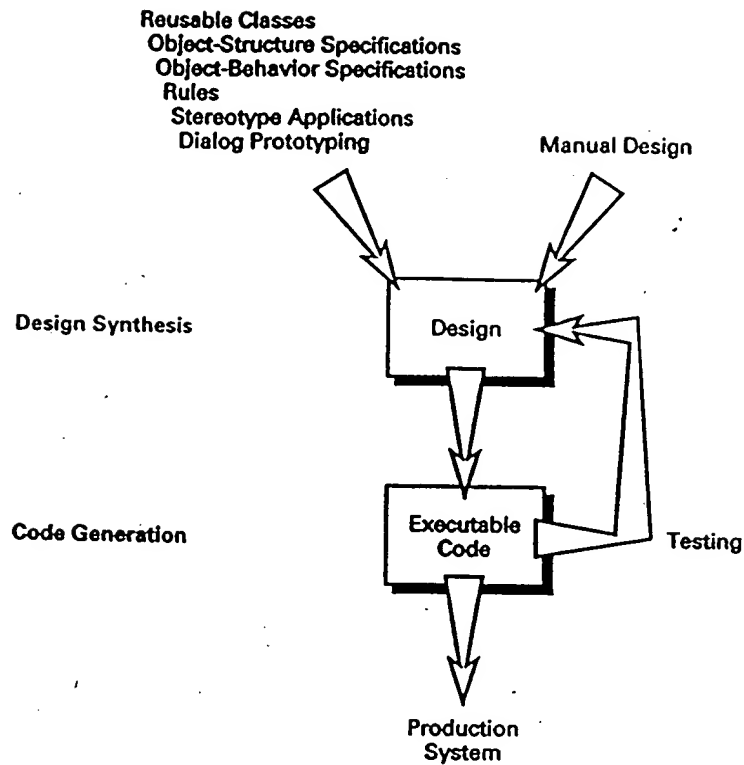 Reusable Classes
Object-Structure Specifications
Object-Behavior Specifications
Rules
Stereotype Applications
Dialog Prototyping
Manual Design
Design Synthesis
Design
Code Generation
Executable
Code
Testing
Production
System